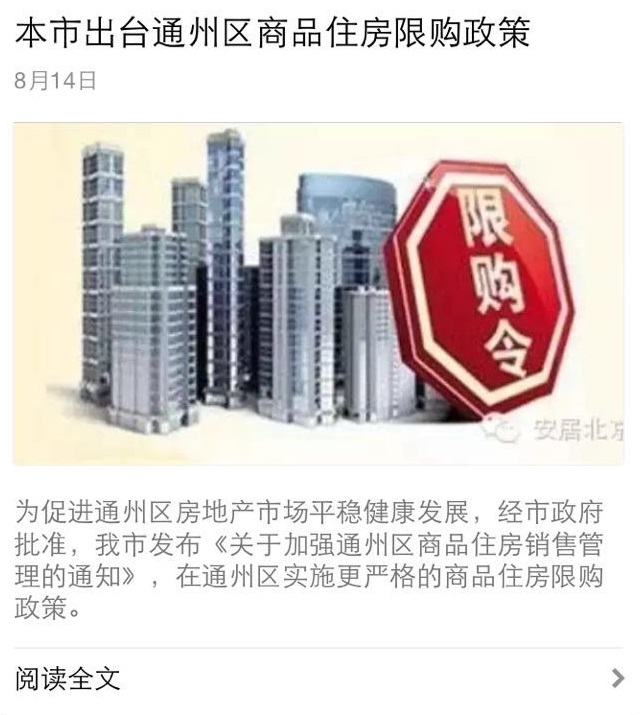 本市出台通州区商品住房限购政策
8月14日
限购令
安居北京
为促进通州区房地产市场平稳健康发展，经市政府
批准，我市发布《关于加强通州区商品住房销售管
理的通知》，在通州区实施更严格的商品住房限购
政策。
阅读全文